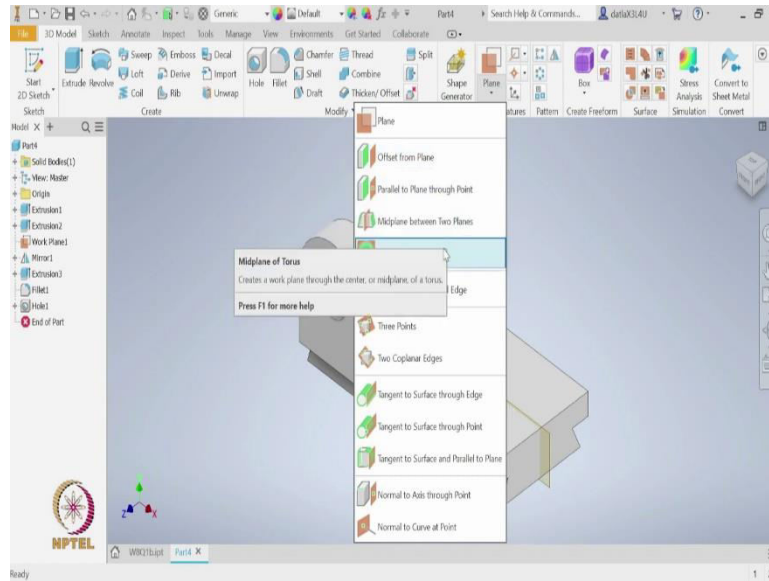 Generic Default Part4 Search Help & Commands... datiaX3L4U
File 3D Model Sketch Annotate Inspect Tools Manage View Environments Get Started Collaborate
Start 2D Sketch
Extrude Revolve
Sweep Emboss Decal
Loft Derive Import
Coil Rib Unwrap
Hole Fillet
Chamfer Thread Split
Shell Combine
Draft Thicken/ Offset
Shape Generator
Plane
Box
Stress Analysis
Convert to Sheet Metal
Sketch Create Modify atures Pattern Create Freeform Surface Simulation Convert
Model
Part4
Solid Bodies(1)
View: Master
Origin
Extrusion1
Extrusion2
Work Plane1
Mirror1
Extrusion3
Fillet1
Hole1
End of Part
Plane
Offset from Plane
Parallel to Plane through Point
Midplane between Two Planes
Midplane of Torus
Creates a work plane through the center, or midplane, of a torus.
Press F1 for more help
l Edge
Three Points
Two Coplanar Edges
Tangent to Surface through Edge
Tangent to Surface through Point
Tangent to Surface and Parallel to Plane
Normal to Axis through Point
Normal to Curve at Point
z x
NPTEL
W8Q1b.ipt Part4 X
Ready 1